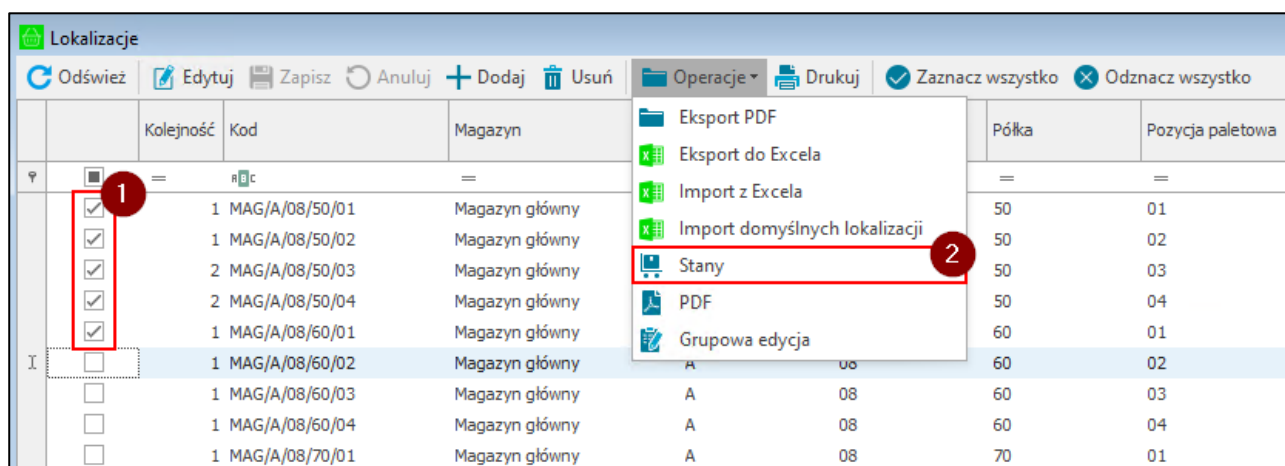 Lokalizacje
Odśwież Edytuj Zapisz Anuluj Dodaj Usuń Operacje Drukuj Zaznacz wszystko Odznacz wszystko
Kolejność Kod Magazyn Półka Pozycja paletowa
= ABC = = =
1
2
Eksport PDF
Eksport do Excela
Import z Excela
Import domyślnych lokalizacji
Stany
PDF
Grupowa edycja
1 MAG/A/08/50/01 Magazyn główny 50 01
1 MAG/A/08/50/02 Magazyn główny 50 02
2 MAG/A/08/50/03 Magazyn główny 50 03
2 MAG/A/08/50/04 Magazyn główny 50 04
1 MAG/A/08/60/01 Magazyn główny 60 01
1 MAG/A/08/60/02 Magazyn główny A 08 60 02
1 MAG/A/08/60/03 Magazyn główny A 08 60 03
1 MAG/A/08/60/04 Magazyn główny A 08 60 04
1 MAG/A/08/70/01 Magazyn główny A 08 70 01